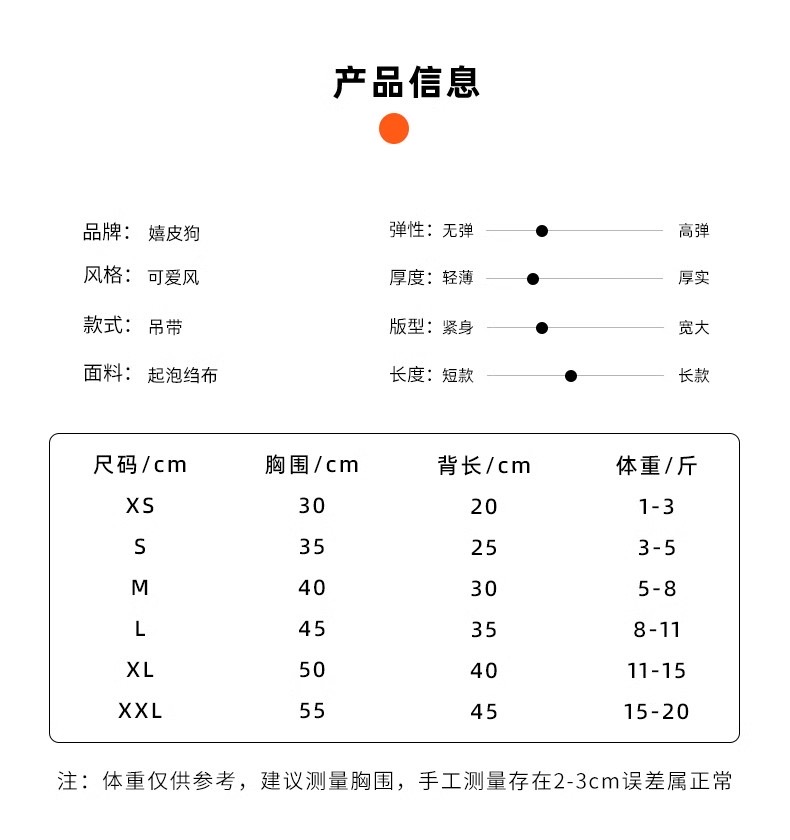 产品信息
品牌： 嬉皮狗
弹性：无弹 高弹
风格： 可爱风
厚度：轻薄 厚实
款式： 吊带
版型：紧身 宽大
面料： 起泡绉布
长度：短款 长款
尺码/cm 胸围/cm 背长/cm 体重/斤
XS 30 20 1-3
S 35 25 3-5
M 40 30 5-8
L 45 35 8-11
XL 50 40 11-15
XXL 55 45 15-20
注：体重仅供参考，建议测量胸围，手工测量存在2-3cm误差属正常